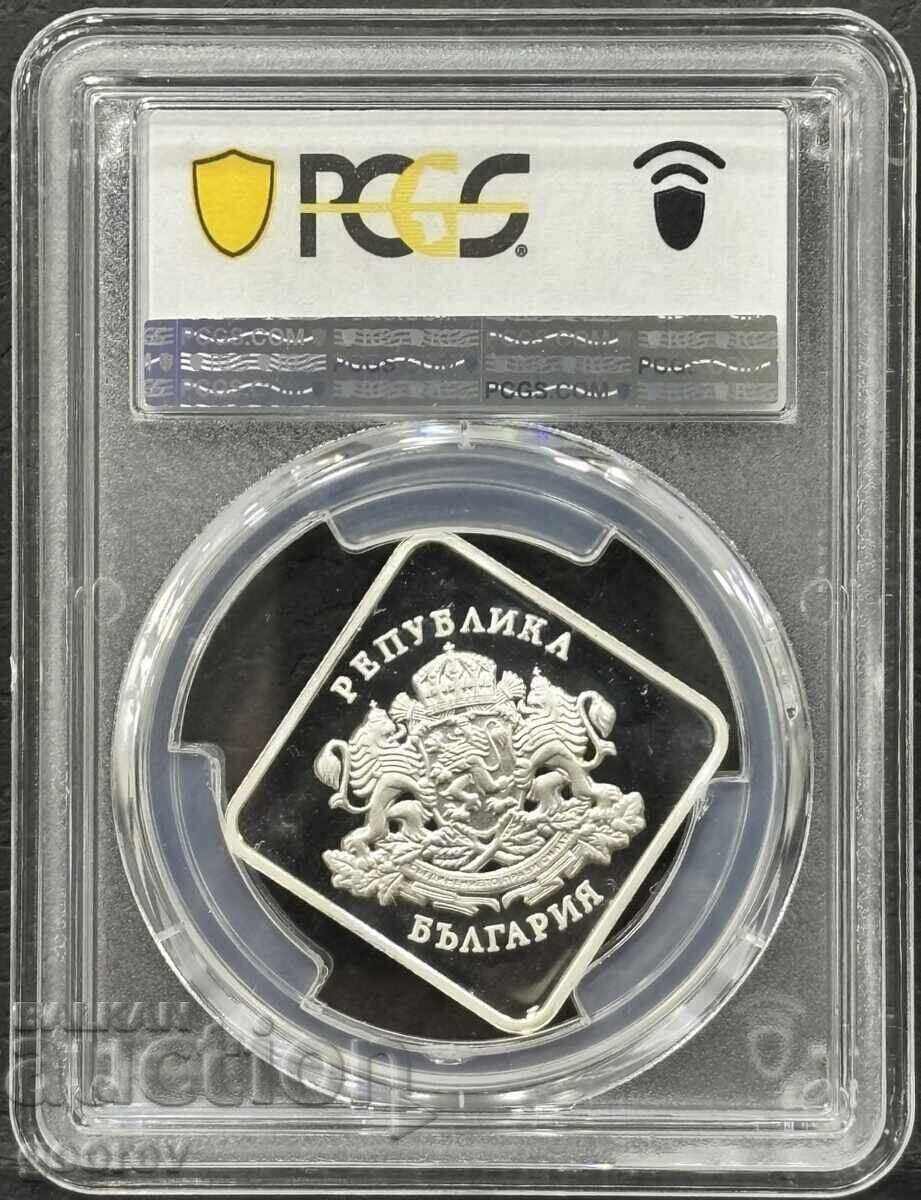 PCGS
®
PCGS.COM
PCGS.COM
РЕПУБЛИКА
БЪЛГАРИЯ
BALKAN
auction